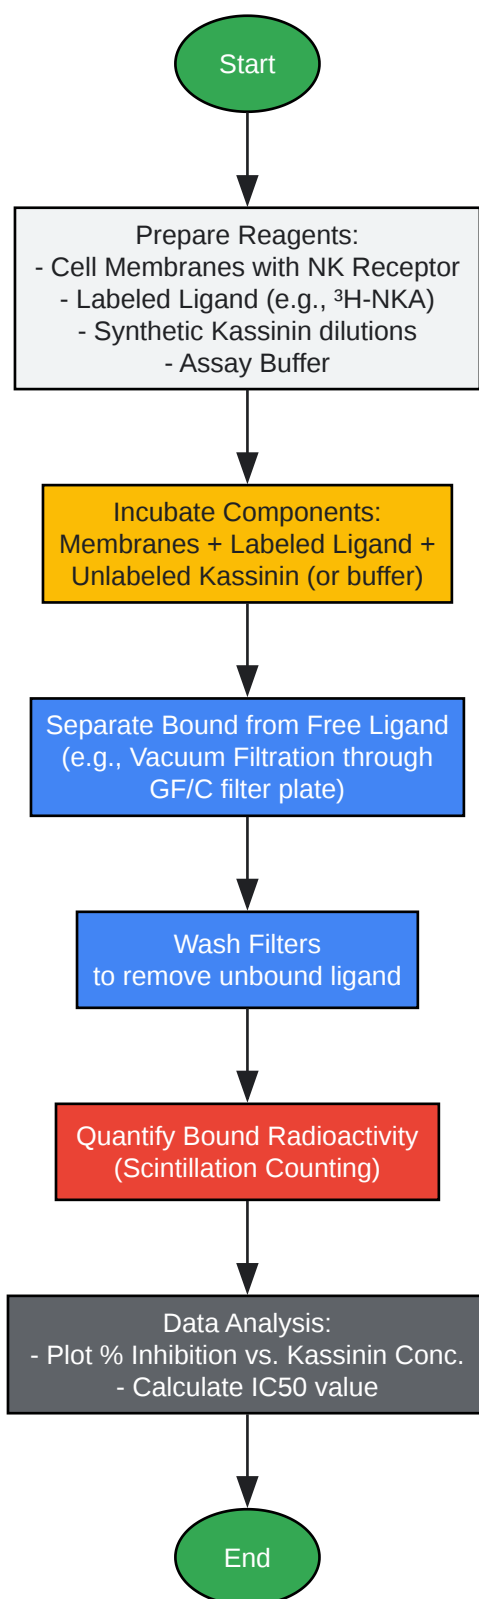 Start
Prepare Reagents:
- Cell Membranes with NK Receptor
- Labeled Ligand (e.g., ³H-NKA)
- Synthetic Kassinin dilutions
- Assay Buffer
Incubate Components:
Membranes + Labeled Ligand +
Unlabeled Kassinin (or buffer)
Separate Bound from Free Ligand
(e.g., Vacuum Filtration through
GF/C filter plate)
Wash Filters
to remove unbound ligand
Quantify Bound Radioactivity
(Scintillation Counting)
Data Analysis:
- Plot % Inhibition vs. Kassinin Conc.
- Calculate IC50 value
End